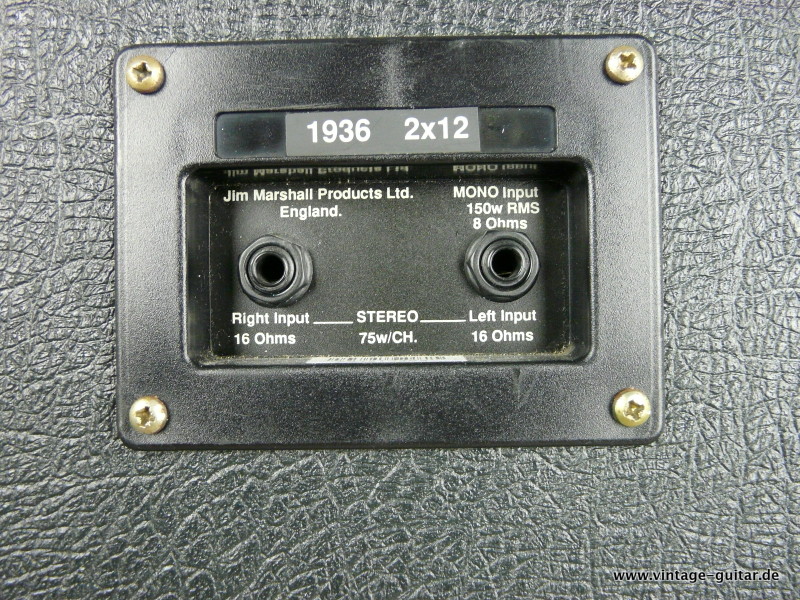 1936 2x12
Jim Marshall Products Ltd.
England.
MONO Input
150w RMS
8 Ohms
Right Input STEREO Left Input
16 Ohms 75w/CH. 16 Ohms
www.vintage-guitar.de